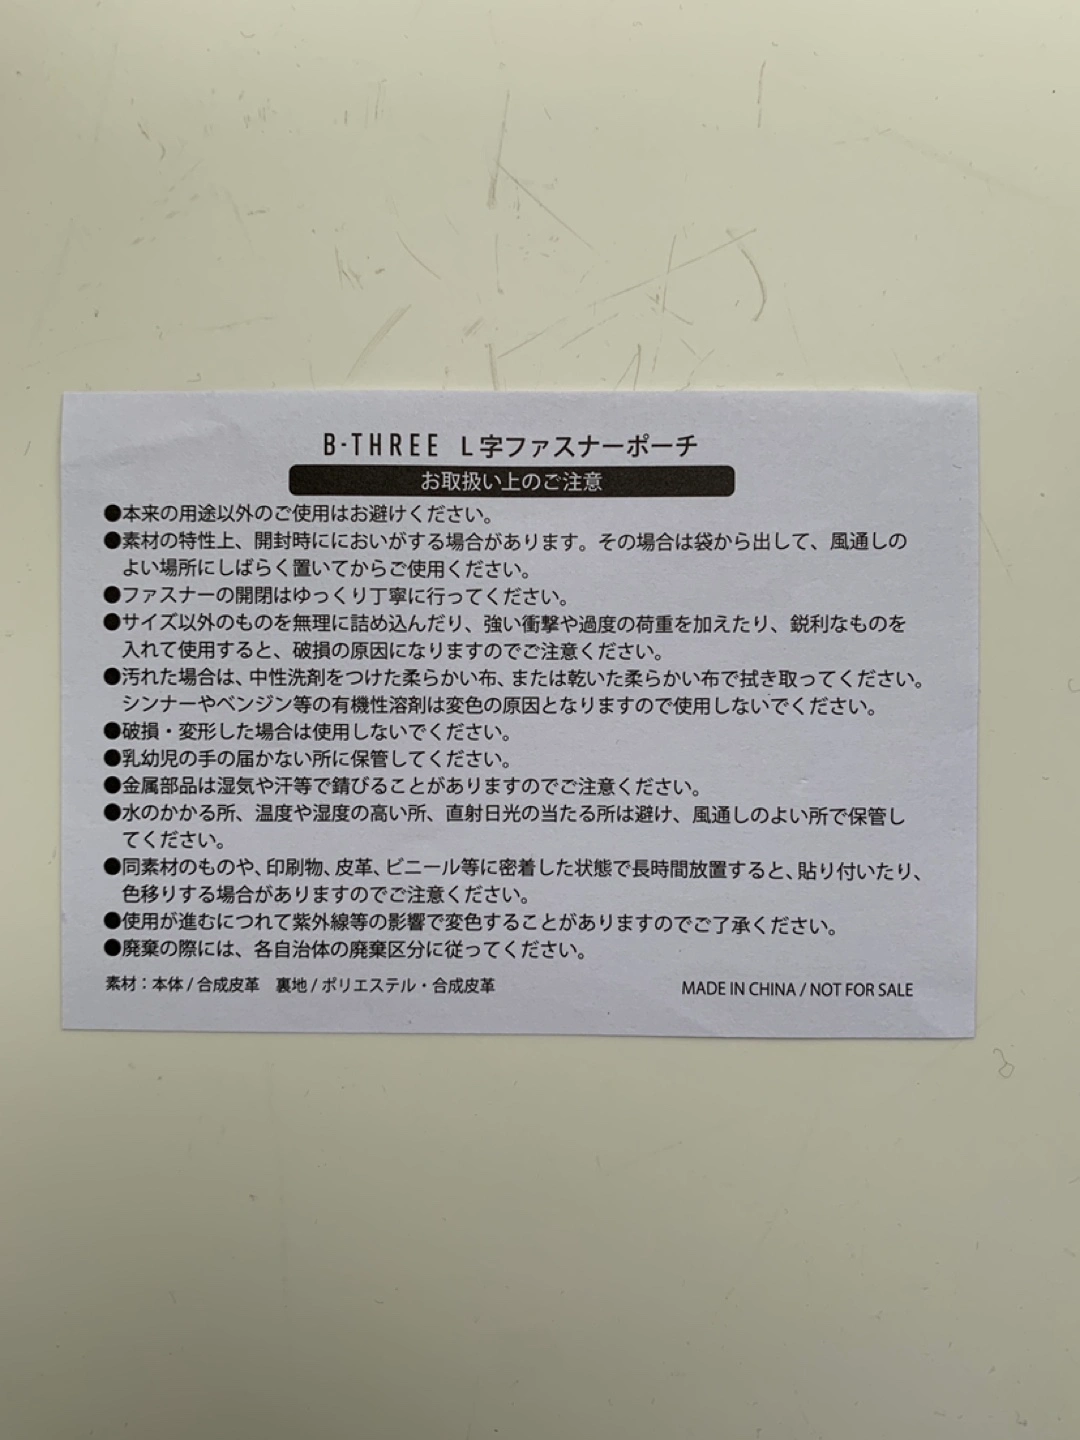 B-THREE L字ファスナーポーチ
お取扱い上のご注意
●本来の用途以外のご使用はお避けください。
●素材の特性上、開封時ににおいがする場合があります。その場合は袋から出して、風通しの
よい場所にしばらく置いてからご使用ください。
●ファスナーの開閉はゆっくり丁寧に行ってください。
●サイズ以外のものを無理に詰め込んだり、強い衝撃や過度の荷重を加えたり、鋭利なものを
入れて使用すると、破損の原因になりますのでご注意ください。
●汚れた場合は、中性洗剤をつけた柔らかい布、または乾いた柔らかい布で拭き取ってください。
シンナーやベンジン等の有機性溶剤は変色の原因となりますので使用しないでください。
●破損・変形した場合は使用しないでください。
●乳幼児の手の届かない所に保管してください。
●金属部品は湿気や汗等で錆びることがありますのでご注意ください。
●水のかかる所、温度や湿度の高い所、直射日光の当たる所は避け、風通しのよい所で保管し
てください。
●同素材のものや、印刷物、皮革、ビニール等に密着した状態で長時間放置すると、貼り付いたり、
色移りする場合がありますのでご注意ください。
●使用が進むにつれて紫外線等の影響で変色することがありますのでご了承ください。
●廃棄の際には、各自治体の廃棄区分に従ってください。
素材：本体 / 合成皮革　裏地 / ポリエステル・合成皮革
MADE IN CHINA / NOT FOR SALE